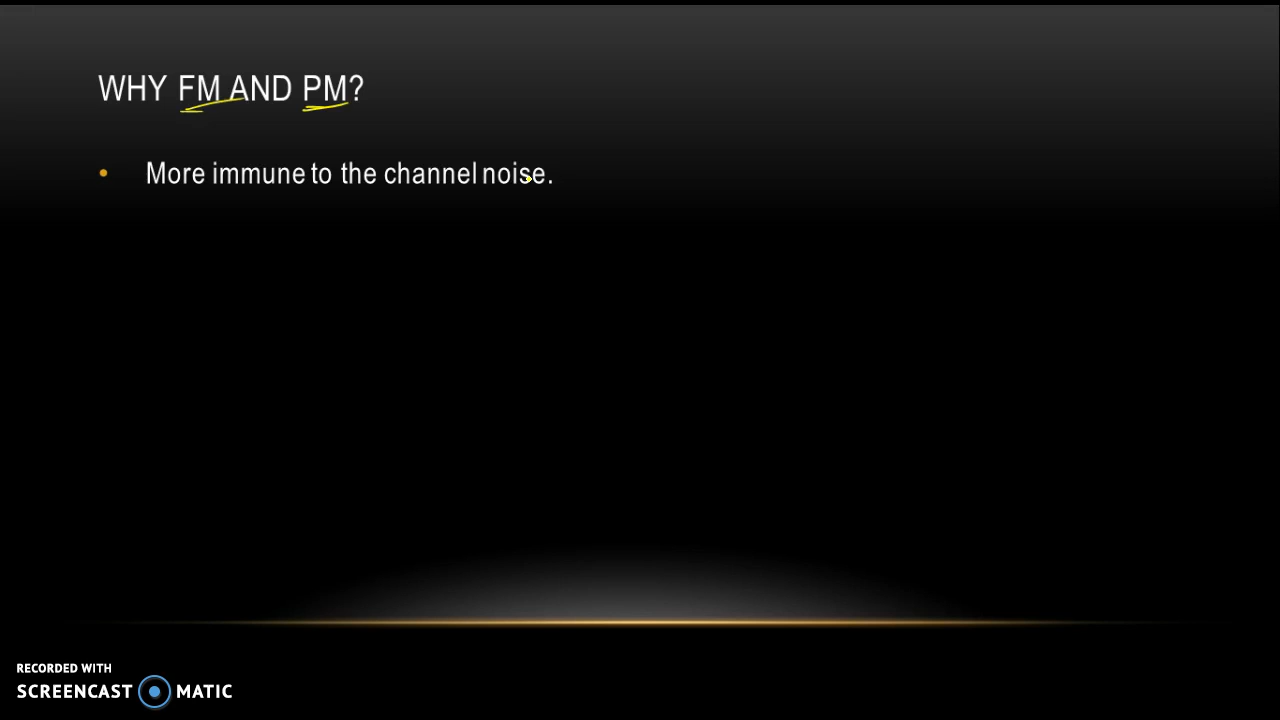 WHY FM AND PM?
• More immune to the channel noise.
RECORDED WITH
SCREENCAST MATIC